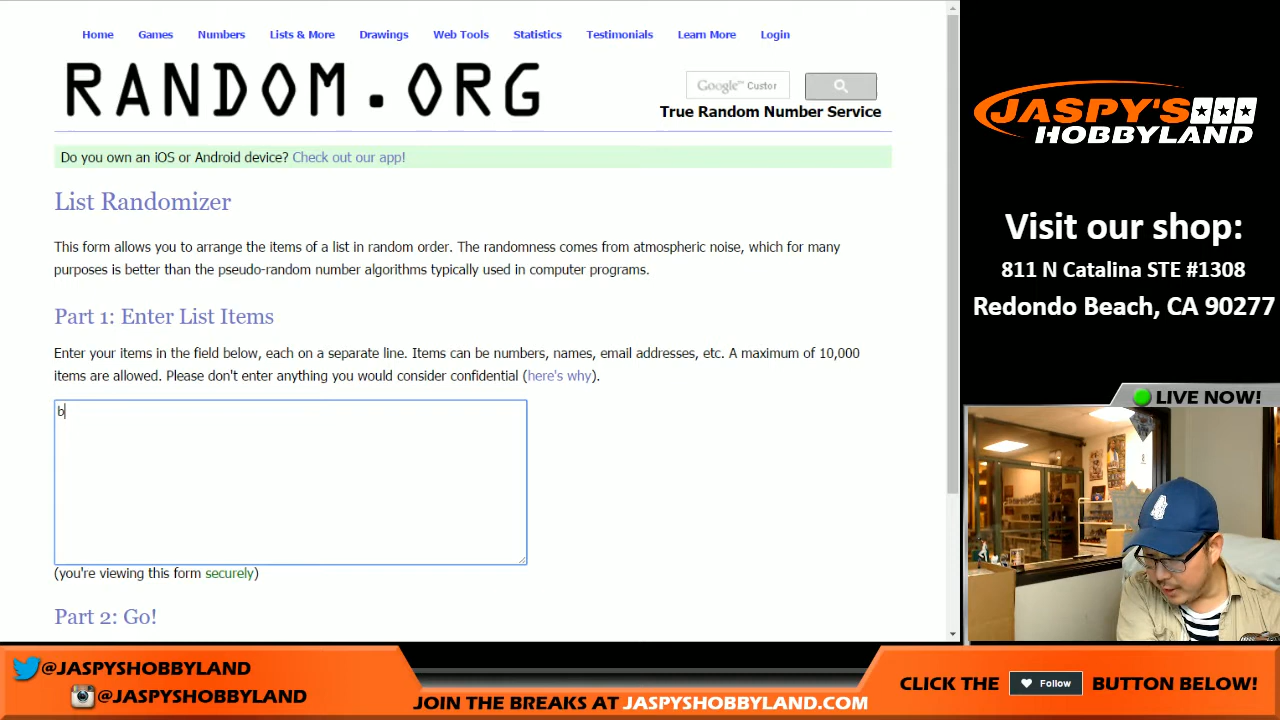 Home Games Numbers Lists & More Drawings Web Tools Statistics Testimonials Learn More Login
RANDOM.ORG
Google™ Custor
True Random Number Service
Do you own an iOS or Android device? Check out our app!
List Randomizer
This form allows you to arrange the items of a list in random order. The randomness comes from atmospheric noise, which for many
purposes is better than the pseudo-random number algorithms typically used in computer programs.
Part 1: Enter List Items
Enter your items in the field below, each on a separate line. Items can be numbers, names, email addresses, etc. A maximum of 10,000
items are allowed. Please don't enter anything you would consider confidential (here's why).
b
(you're viewing this form securely)
Part 2: Go!
JASPY'S
HOBBYLAND
Visit our shop:
811 N Catalina STE #1308
Redondo Beach, CA 90277
LIVE NOW!
@JASPYSHOBBYLAND
@JASPYSHOBBYLAND
JOIN THE BREAKS AT JASPYSHOBBYLAND.COM
CLICK THE Follow BUTTON BELOW!